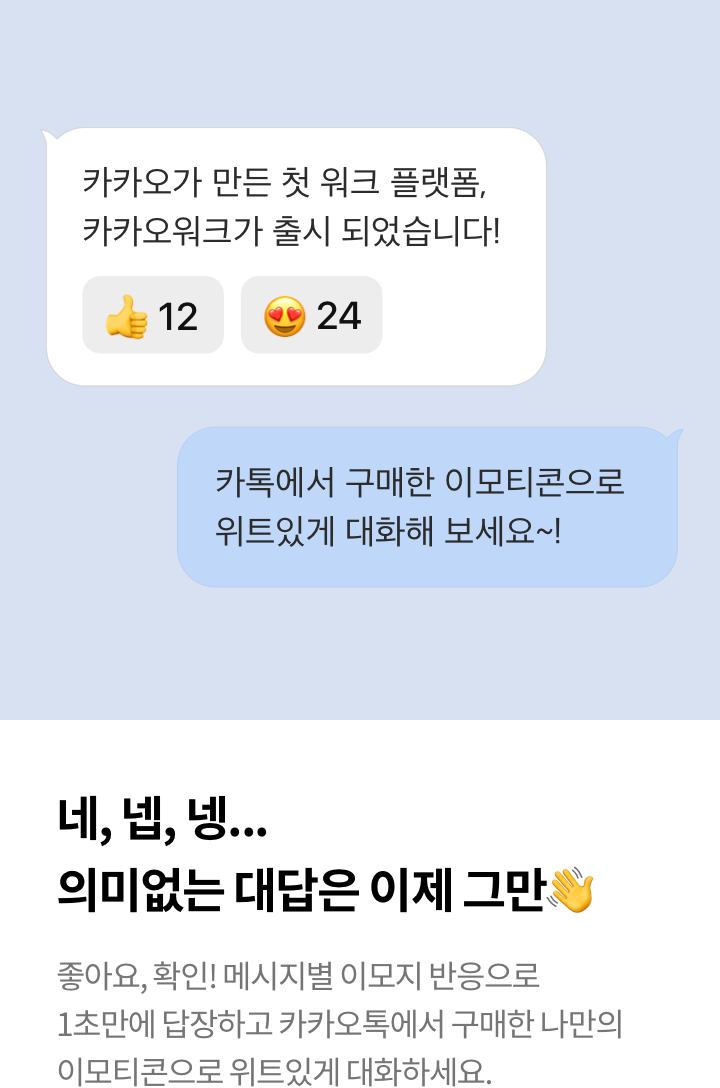 카카오가 만든 첫 워크 플랫폼,
카카오워크가 출시 되었습니다!
👍 12 😍 24
카톡에서 구매한 이모티콘으로
위트있게 대화해 보세요~!
네, 넵, 넹...
의미없는 대답은 이제 그만👋
좋아요, 확인! 메시지별 이모지 반응으로
1초만에 답장하고 카카오톡에서 구매한 나만의
이모티콘으로 위트있게 대화하세요.